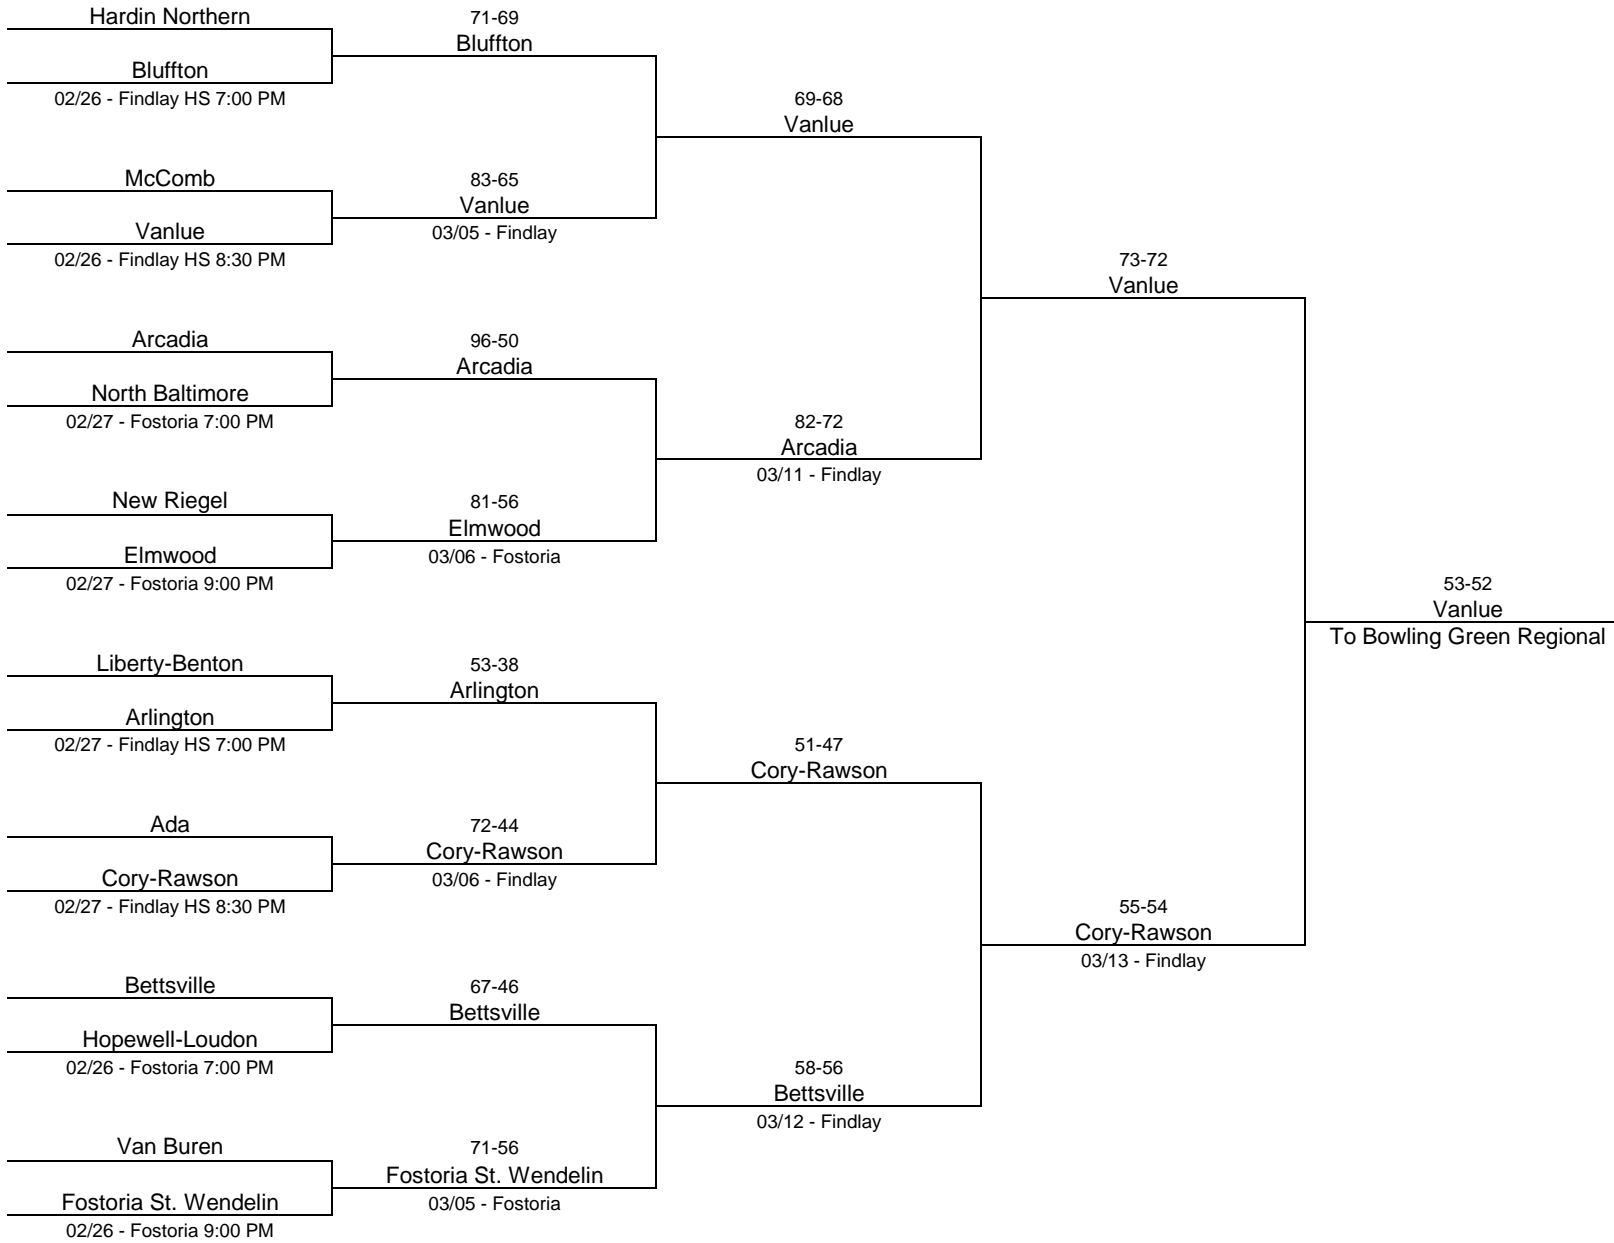 Hardin Northern
Bluffton
02/26 - Findlay HS 7:00 PM
McComb
Vanlue
02/26 - Findlay HS 8:30 PM
Arcadia
North Baltimore
02/27 - Fostoria 7:00 PM
New Riegel
Elmwood
02/27 - Fostoria 9:00 PM
Liberty-Benton
Arlington
02/27 - Findlay HS 7:00 PM
Ada
Cory-Rawson
02/27 - Findlay HS 8:30 PM
Bettsville
Hopewell-Loudon
02/26 - Fostoria 7:00 PM
Van Buren
Fostoria St. Wendelin
02/26 - Fostoria 9:00 PM
71-69
Bluffton
83-65
Vanlue
03/05 - Findlay
96-50
Arcadia
81-56
Elmwood
03/06 - Fostoria
53-38
Arlington
72-44
Cory-Rawson
03/06 - Findlay
67-46
Bettsville
71-56
Fostoria St. Wendelin
03/05 - Fostoria
69-68
Vanlue
82-72
Arcadia
03/11 - Findlay
51-47
Cory-Rawson
58-56
Bettsville
03/12 - Findlay
73-72
Vanlue
55-54
Cory-Rawson
03/13 - Findlay
53-52
Vanlue
To Bowling Green Regional